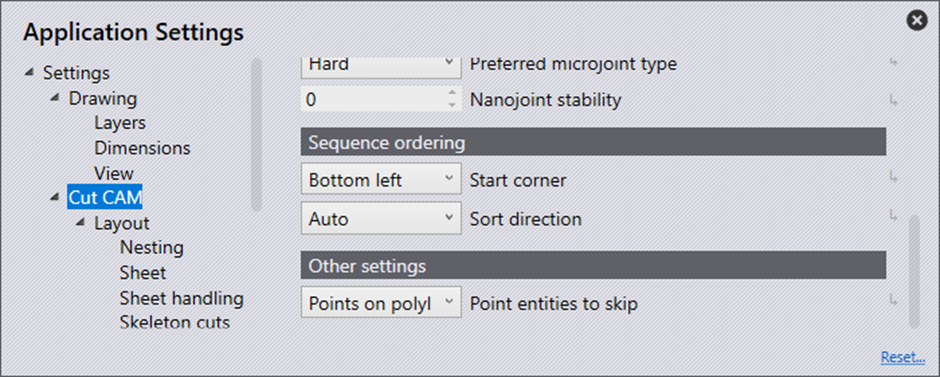 Application Settings
Settings
Drawing
Layers
Dimensions
View
Cut CAM
Layout
Nesting
Sheet
Sheet handling
Skeleton cuts
Hard Preferred microjoint type
0 Nanojoint stability
Sequence ordering
Bottom left Start corner
Auto Sort direction
Other settings
Points on polyl Point entities to skip
Reset...